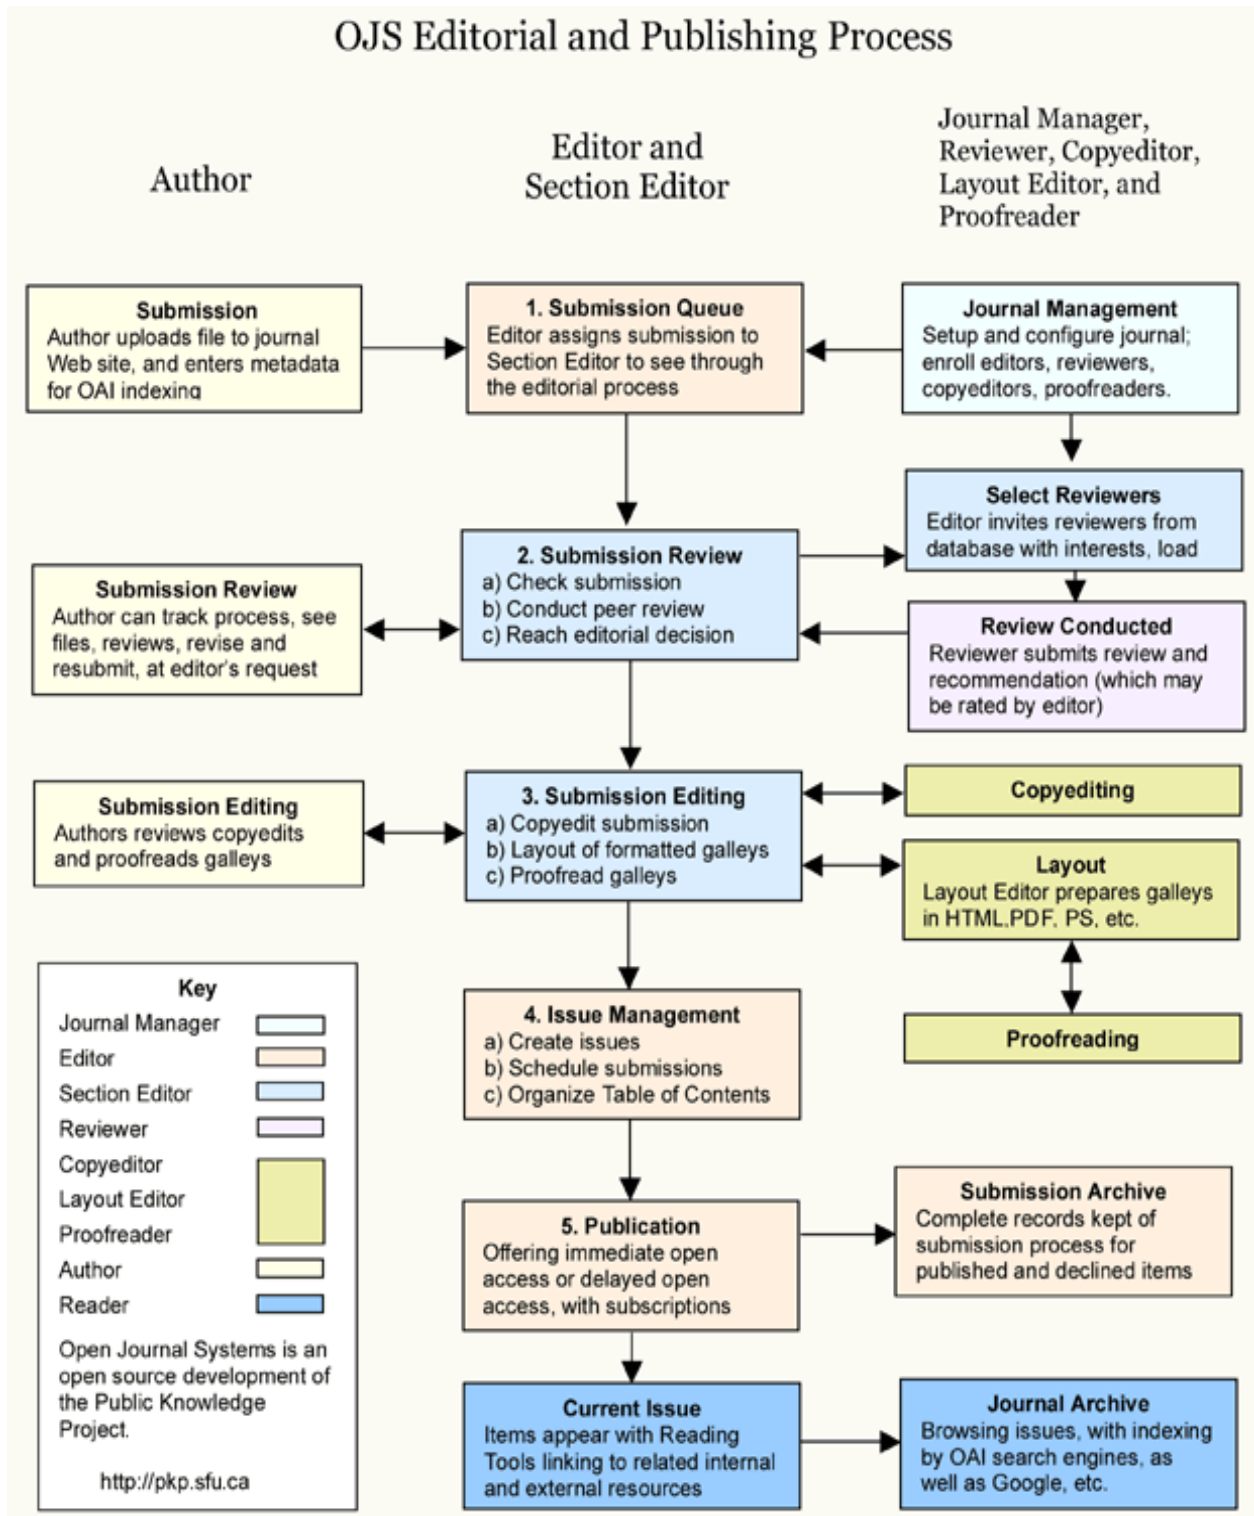 OJS Editorial and Publishing Process
Author
Editor and
Section Editor
Journal Manager,
Reviewer, Copyeditor,
Layout Editor, and
Proofreader
Submission
Author uploads file to journal
Web site, and enters metadata
for OAI indexing
1. Submission Queue
Editor assigns submission to
Section Editor to see through
the editorial process
Journal Management
Setup and configure journal;
enroll editors, reviewers,
copyeditors, proofreaders.
Select Reviewers
Editor invites reviewers from
database with interests, load
Submission Review
Author can track process, see
files, reviews, revise and
resubmit, at editor's request
2. Submission Review
a) Check submission
b) Conduct peer review
c) Reach editorial decision
Review Conducted
Reviewer submits review and
recommendation (which may
be rated by editor)
Submission Editing
Authors reviews copyedits
and proofreads galleys
3. Submission Editing
a) Copyedit submission
b) Layout of formatted galleys
c) Proofread galleys
Copyediting
Layout
Layout Editor prepares galleys
in HTML,PDF, PS, etc.
Proofreading
Key
Journal Manager
Editor
Section Editor
Reviewer
Copyeditor
Layout Editor
Proofreader
Author
Reader
Open Journal Systems is an
open source development of
the Public Knowledge
Project.
http://pkp.sfu.ca
4. Issue Management
a) Create issues
b) Schedule submissions
c) Organize Table of Contents
5. Publication
Offering immediate open
access or delayed open
access, with subscriptions
Submission Archive
Complete records kept of
submission process for
published and declined items
Current Issue
Items appear with Reading
Tools linking to related internal
and external resources
Journal Archive
Browsing issues, with indexing
by OAI search engines, as
well as Google, etc.